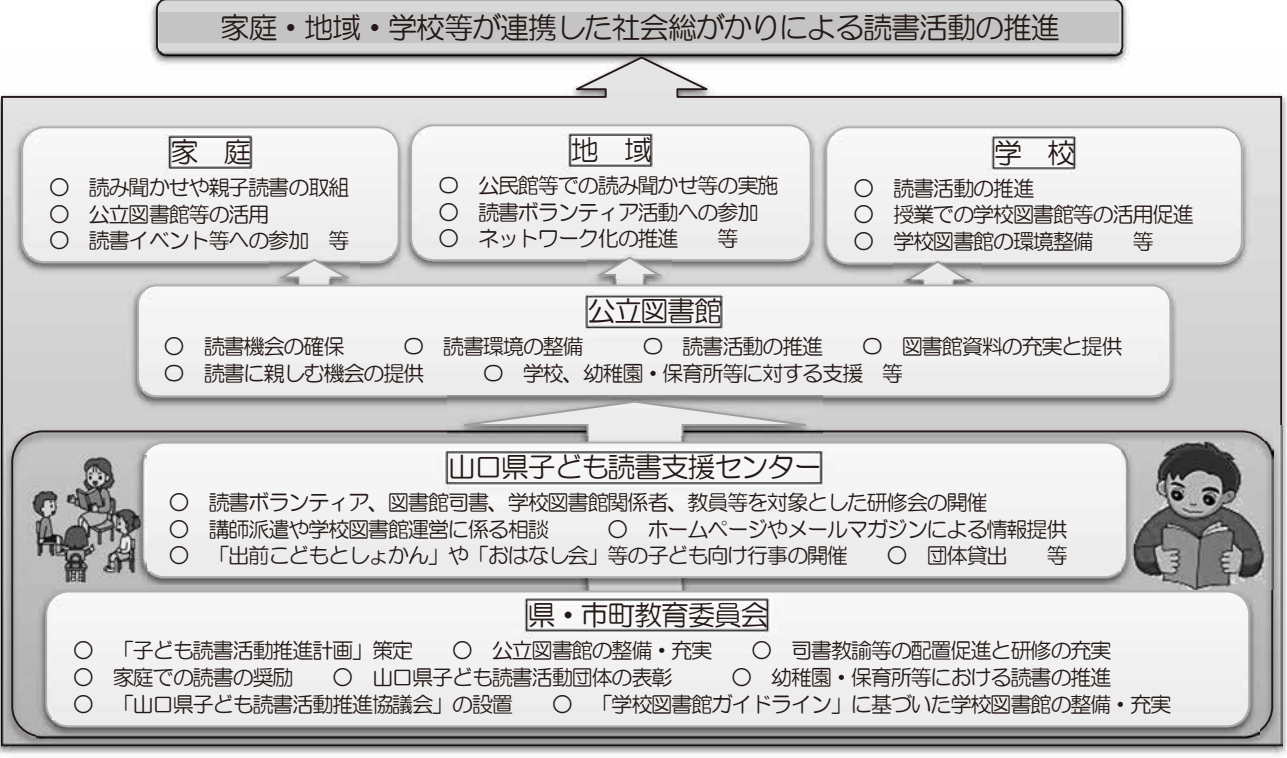 家庭・地域・学校等が連携した社会総がかりによる読書活動の推進
家　庭
○　読み聞かせや親子読書の取組
○　公立図書館等の活用
○　読書イベント等への参加　等
地　域
○　公民館等での読み聞かせ等の実施
○　読書ボランティア活動への参加
○　ネットワーク化の推進　　等
学　校
○　読書活動の推進
○　授業での学校図書館等の活用促進
○　学校図書館の環境整備　　等
公立図書館
○　読書機会の確保　　○　読書環境の整備　　○　読書活動の推進　○　図書館資料の充実と提供
○　読書に親しむ機会の提供　　○　学校、幼稚園・保育所等に対する支援　等
山口県子ども読書支援センター
○　読書ボランティア、図書館司書、学校図書館関係者、教員等を対象とした研修会の開催
○　講師派遣や学校図書館運営に係る相談　　○　ホームページやメールマガジンによる情報提供
○　「出前こどもとしょかん」や「おはなし会」等の子ども向け行事の開催　○　団体貸出　　等
県・市町教育委員会
○　「子ども読書活動推進計画」策定　○　公立図書館の整備・充実　○　司書教諭等の配置促進と研修の充実
○　家庭での読書の奨励　○　山口県子ども読書活動団体の表彰　○　幼稚園・保育所等における読書の推進
○　「山口県子ども読書活動推進協議会」の設置　○　「学校図書館ガイドライン」に基づいた学校図書館の整備・充実